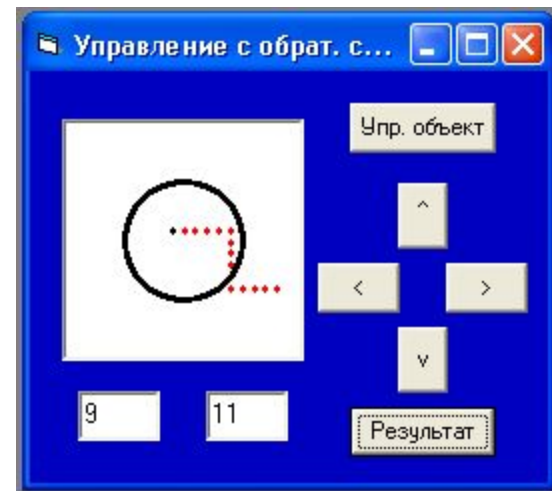 Управление с обрат. с...
Упр. объект
^
< >
v
9 11
Результат